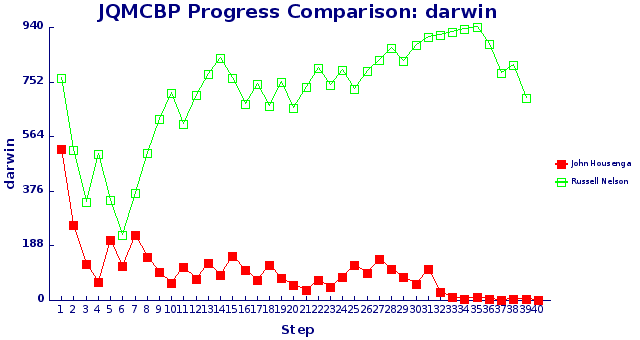 JQMCBP Progress Comparison: darwin
940
752
564
376
188
0
darwin
John Housenga
Russell Nelson
1 2 3 4 5 6 7 8 9 10 11 12 13 14 15 16 17 18 19 20 21 22 23 24 25 26 27 28 29 30 31 32 33 34 35 36 37 38 39 40
Step